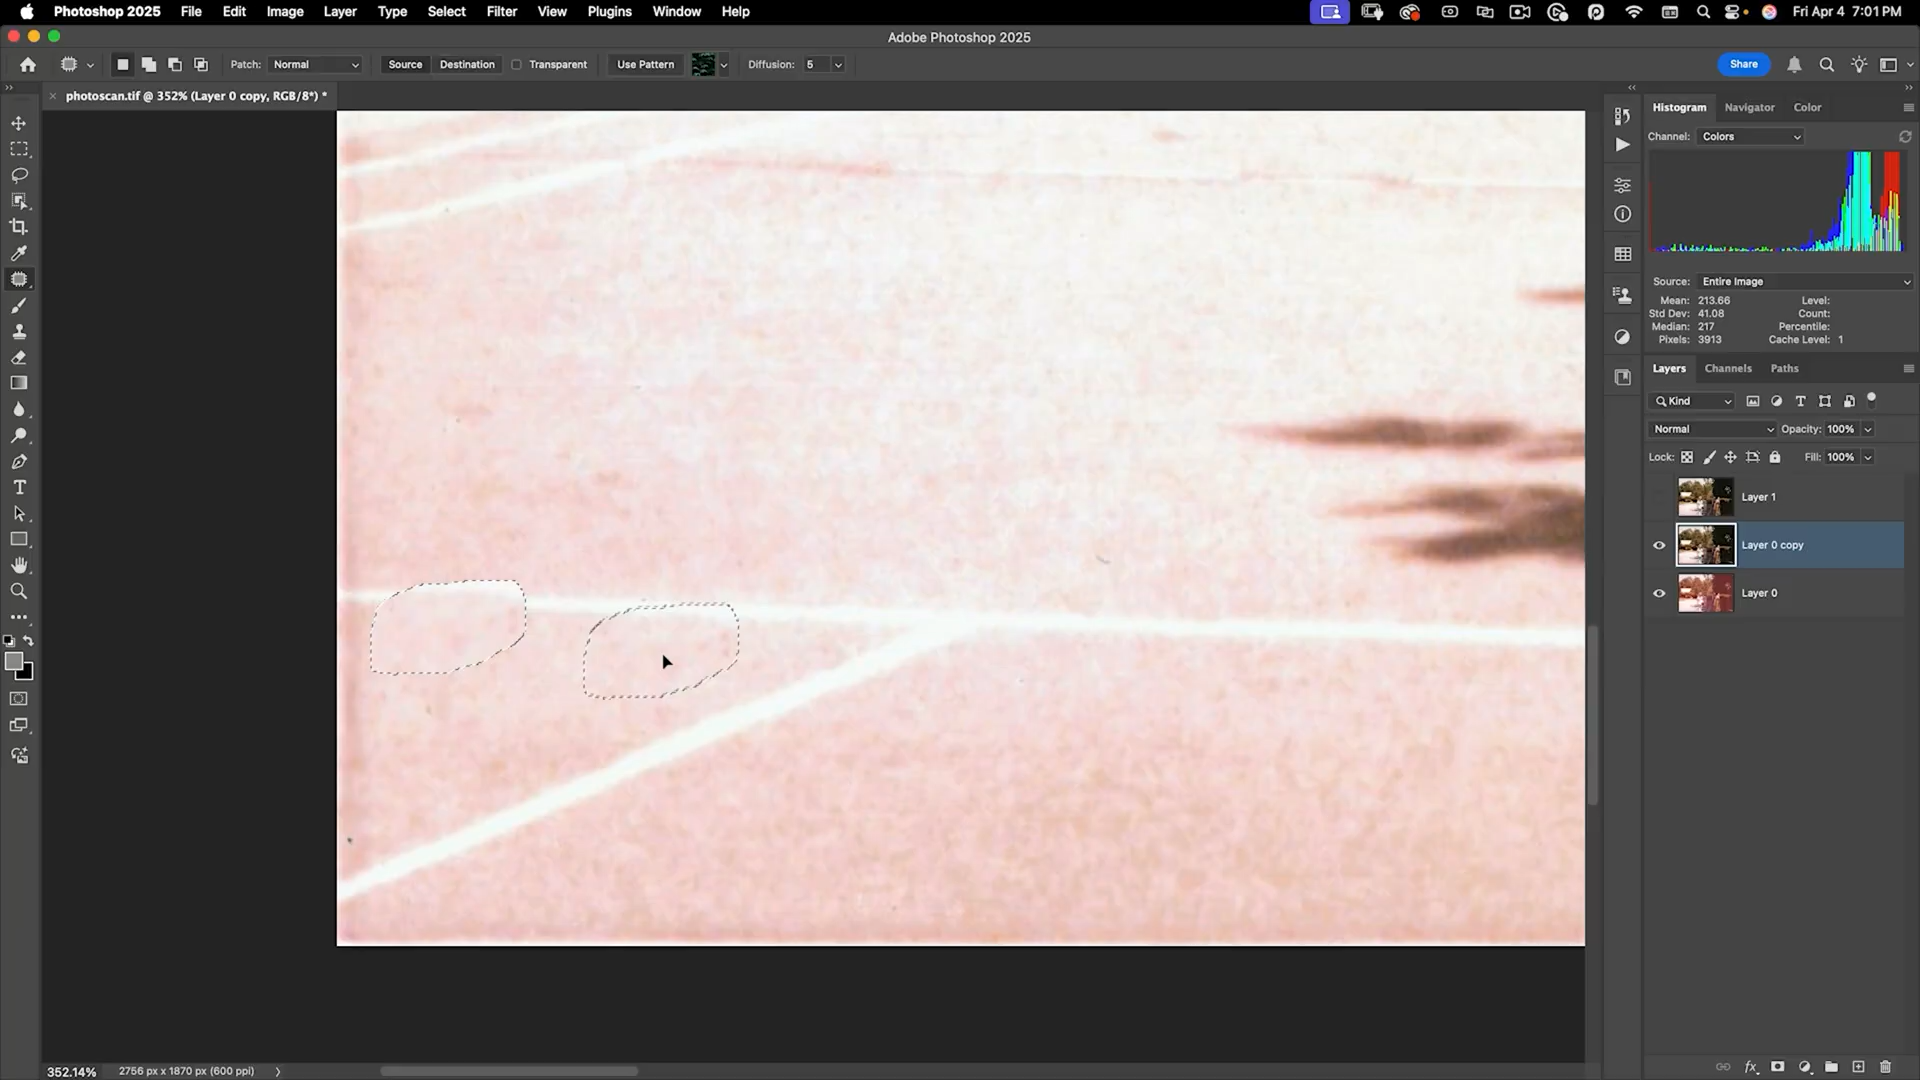 Photoshop 2025 File Edit Image Layer Type Select Filter View Plugins Window Help Fri Apr 4 7:01 PM
Adobe Photoshop 2025
Patch: Normal Source Destination Transparent Use Pattern Diffusion: 5 Share
photoscan.tif @ 352% (Layer 0 copy, RGB/8*) *
Histogram Navigator Color
Channel: Colors
Source: Entire Image
Mean: 213.66 Level:
Std Dev: 41.08 Count:
Median: 217 Percentile:
Pixels: 3913 Cache Level: 1
Layers Channels Paths
Kind
Normal Opacity: 100%
Lock: Fill: 100%
Layer 1
Layer 0 copy
Layer 0
352.14% 2756 px x 1870 px (600 ppi)